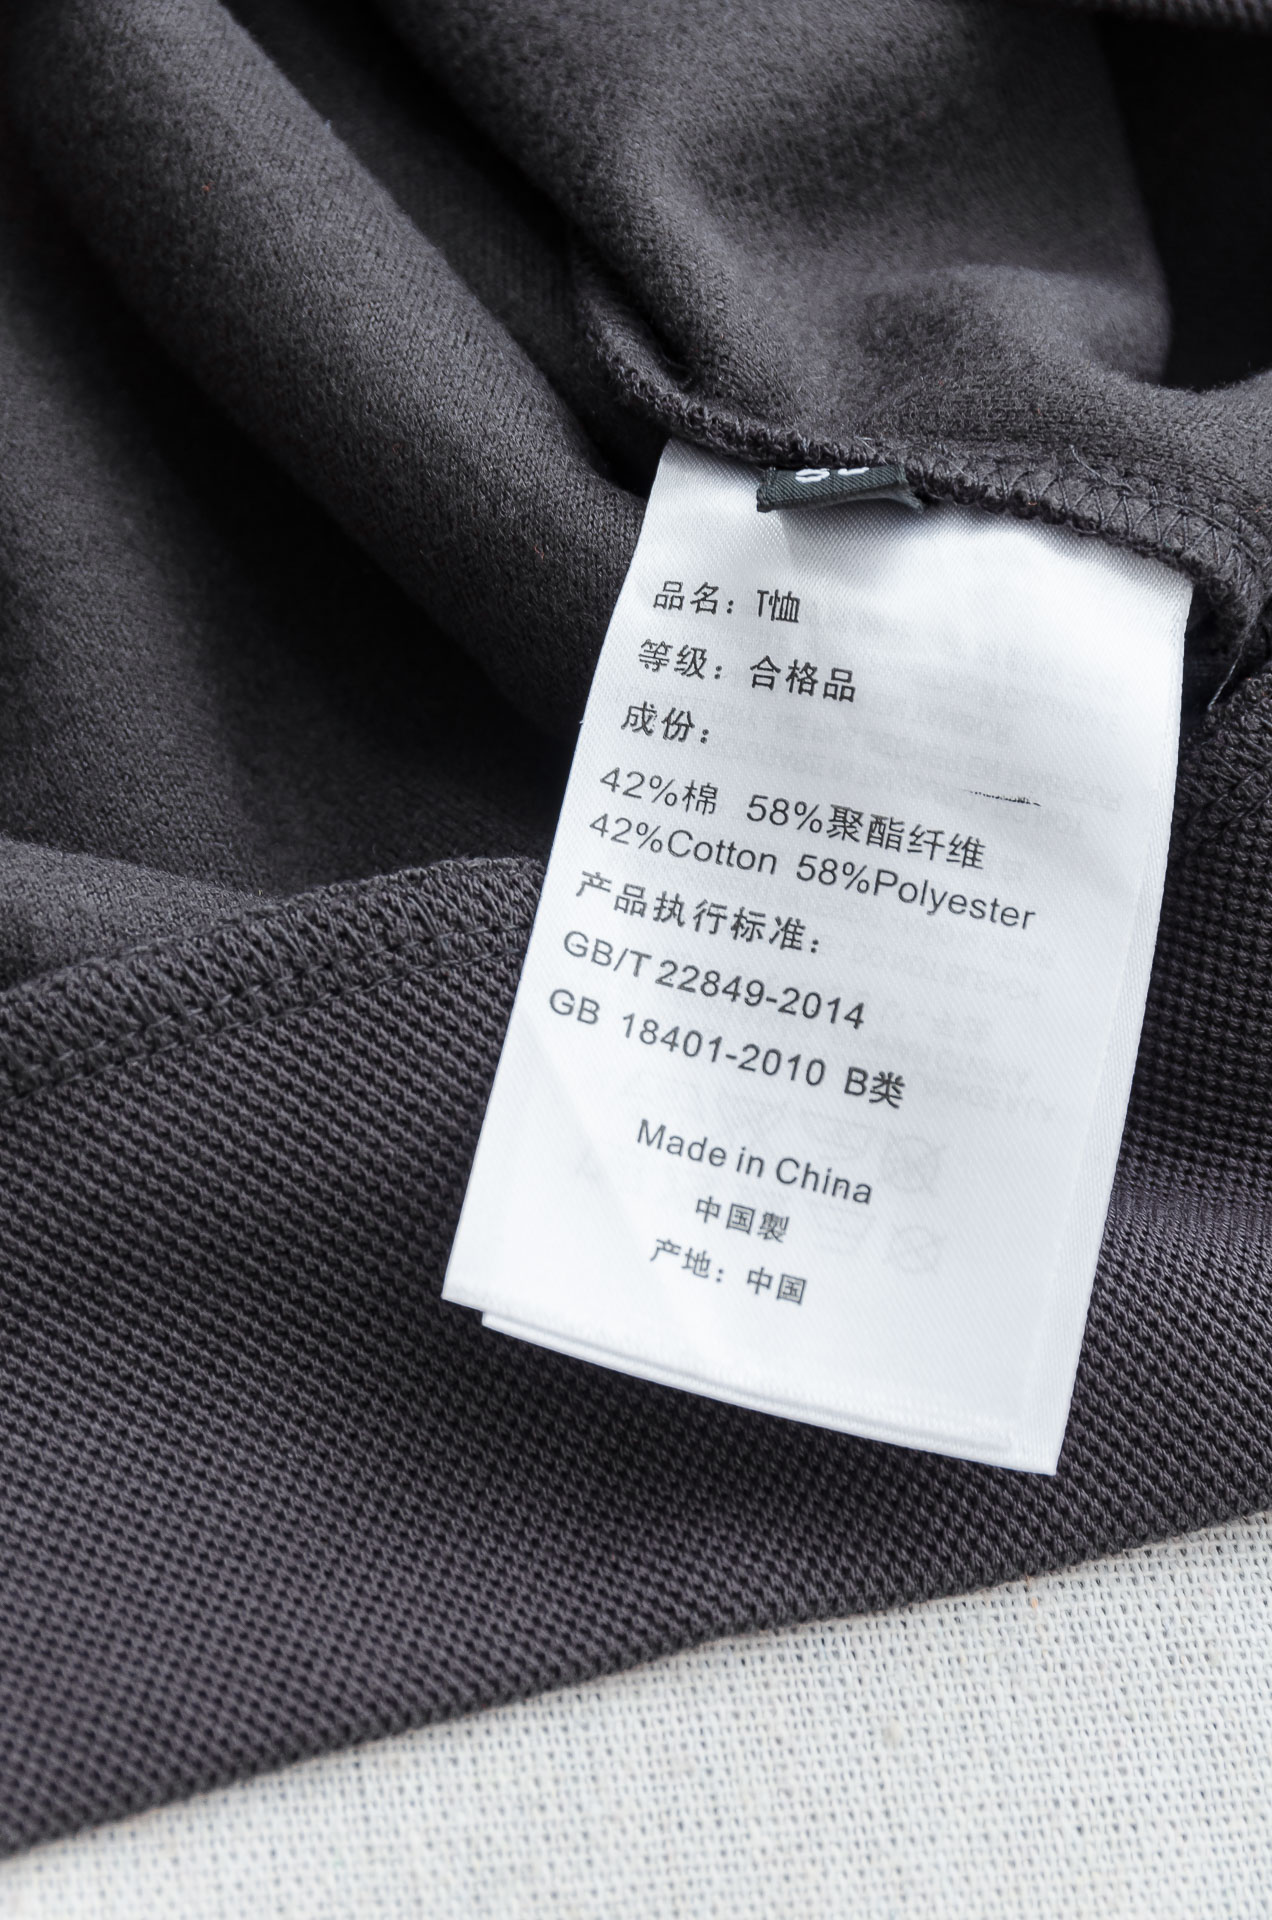 品名：T恤
等级：合格品
成份：
42%棉 58%聚酯纤维
42%Cotton 58%Polyester
产品执行标准：
GB/T 22849-2014
GB 18401-2010 B类
Made in China
中国製
产地：中国